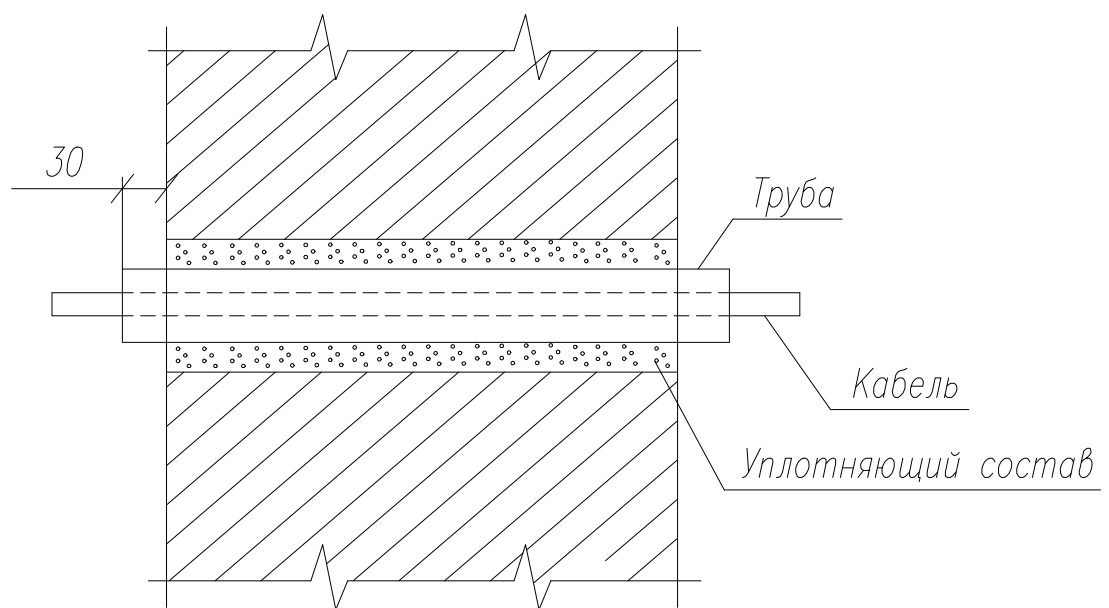 30
Труба
Кабель
Уплотняющий состав